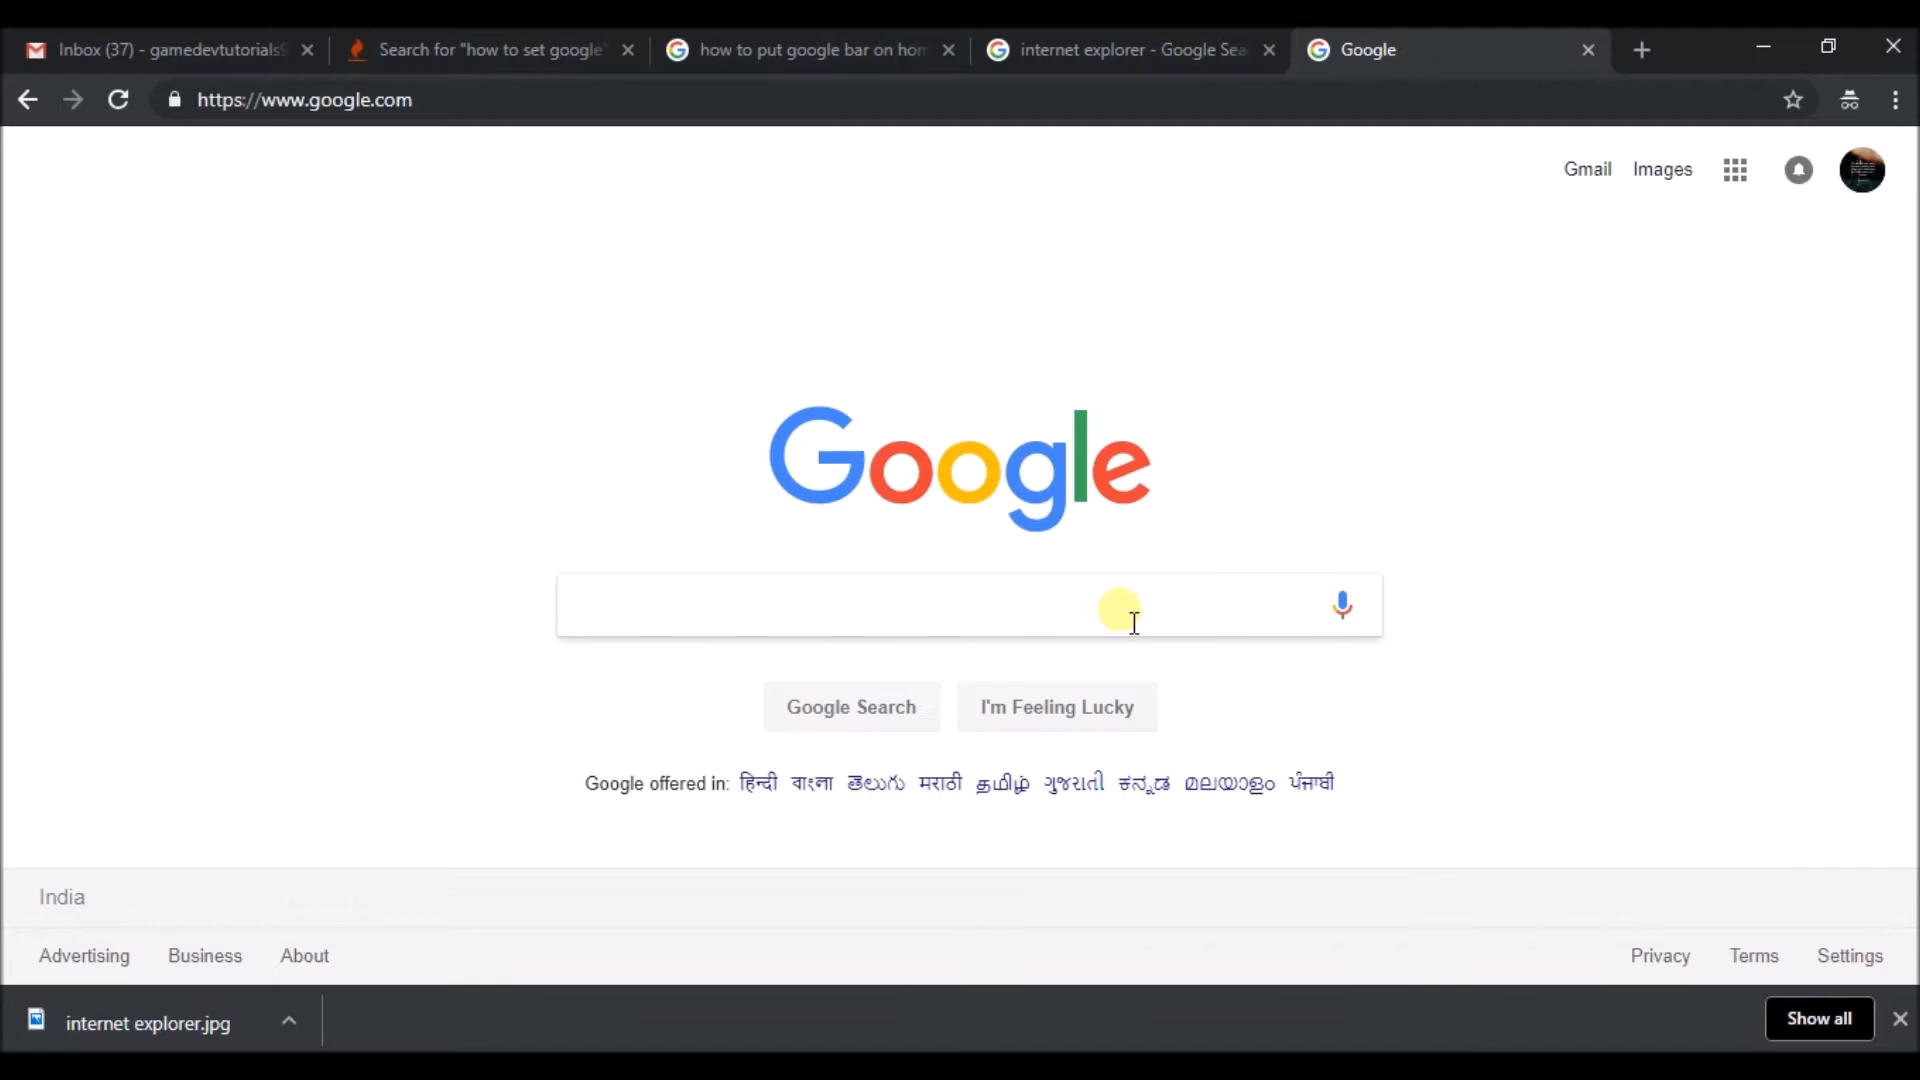 Inbox (37) - gamedevtutorials
Search for "how to set google"
how to put google bar on hom
internet explorer - Google Sea
Google
https://www.google.com
Gmail Images
Google
Google Search I'm Feeling Lucky
Google offered in: हिन्दी বাংলা తెలుగు मराठी தமிழ் ગુજરાતી ಕನ್ನಡ മലയാളം ਪੰਜਾਬੀ
India
Advertising Business About Privacy Terms Settings
internet explorer.jpg Show all